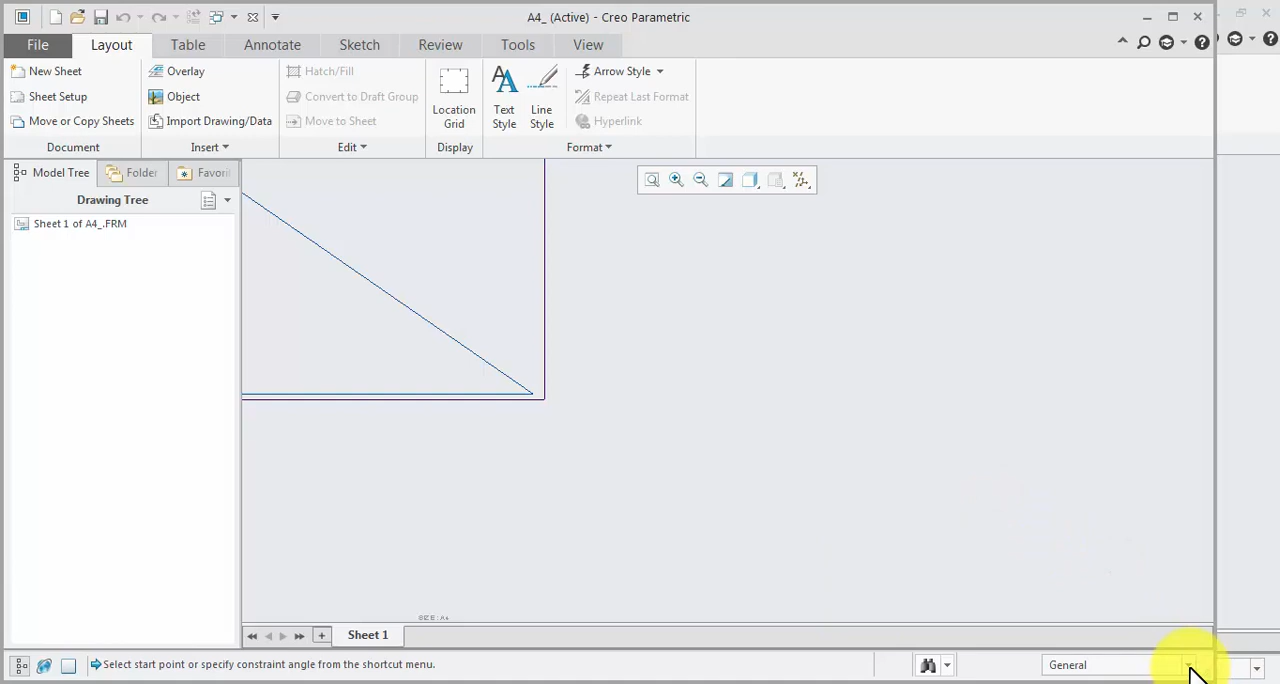 A4_ (Active) - Creo Parametric
File Layout Table Annotate Sketch Review Tools View
New Sheet
Sheet Setup
Move or Copy Sheets
Document
Overlay
Object
Import Drawing/Data
Insert
Hatch/Fill
Convert to Draft Group
Move to Sheet
Edit
Location
Grid
Display
Text
Style
Line
Style
Arrow Style
Repeat Last Format
Hyperlink
Format
Model Tree Folder Favori
Drawing Tree
Sheet 1 of A4_.FRM
SIZE : A4
Sheet 1
Select start point or specify constraint angle from the shortcut menu.
General